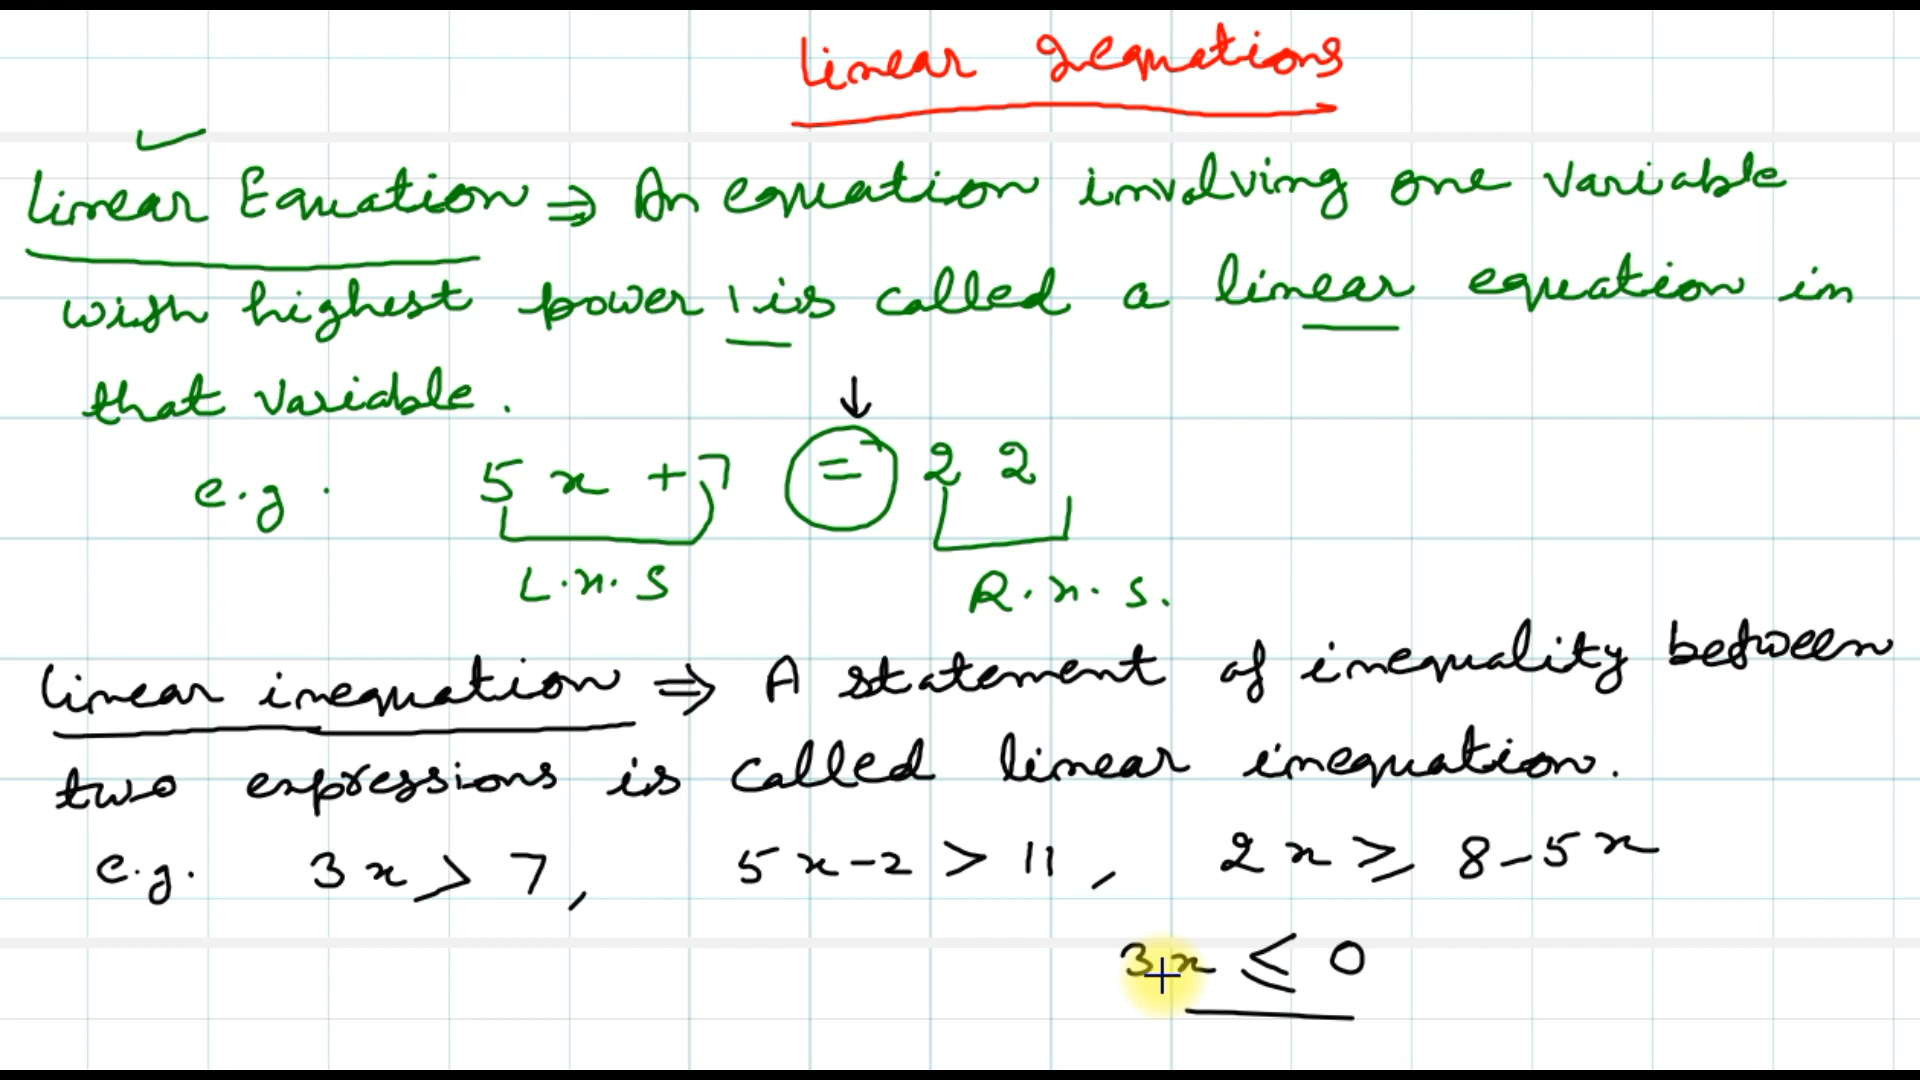 Linear Inequations
Linear Equation ⇒ An equation involving one variable
with highest power 1 is called a linear equation in
that variable.
e.g. 5x + 7 = 22
L.H.S R.H.S.
Linear inequation ⇒ A statement of inequality between
two expressions is called linear inequation.
e.g. 3x > 7, 5x - 2 > 11, 2x ≥ 8 - 5x
3x ≤ 0